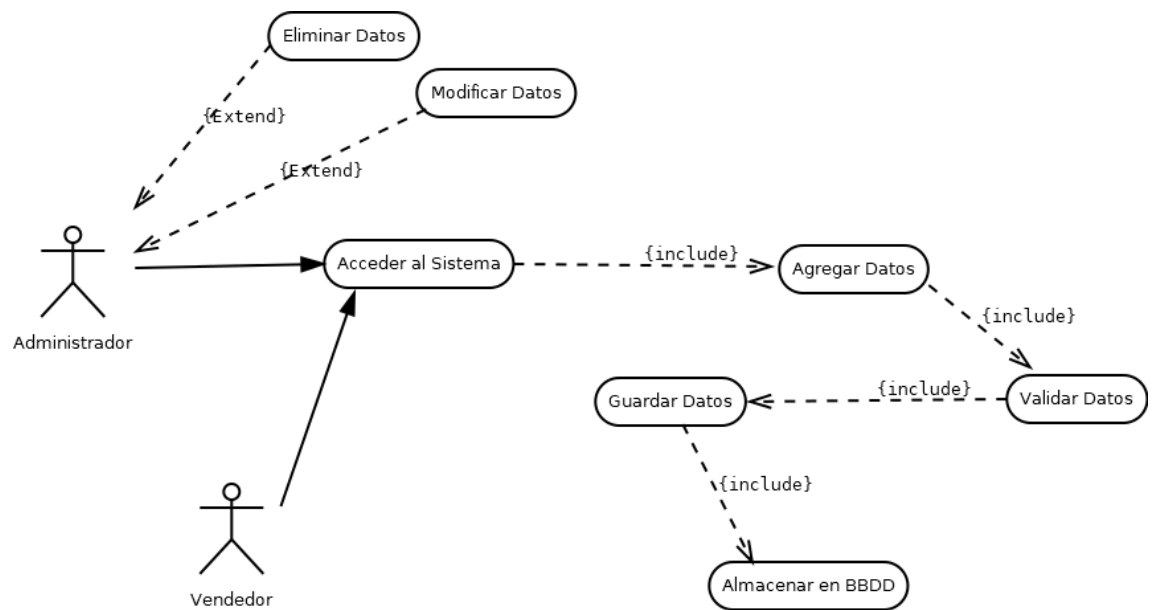 Eliminar Datos
Modificar Datos
{Extend}
{Extend}
Acceder al Sistema
{include}
Agregar Datos
Administrador
{include}
Guardar Datos
{include}
Validar Datos
{include}
Almacenar en BBDD
Vendedor